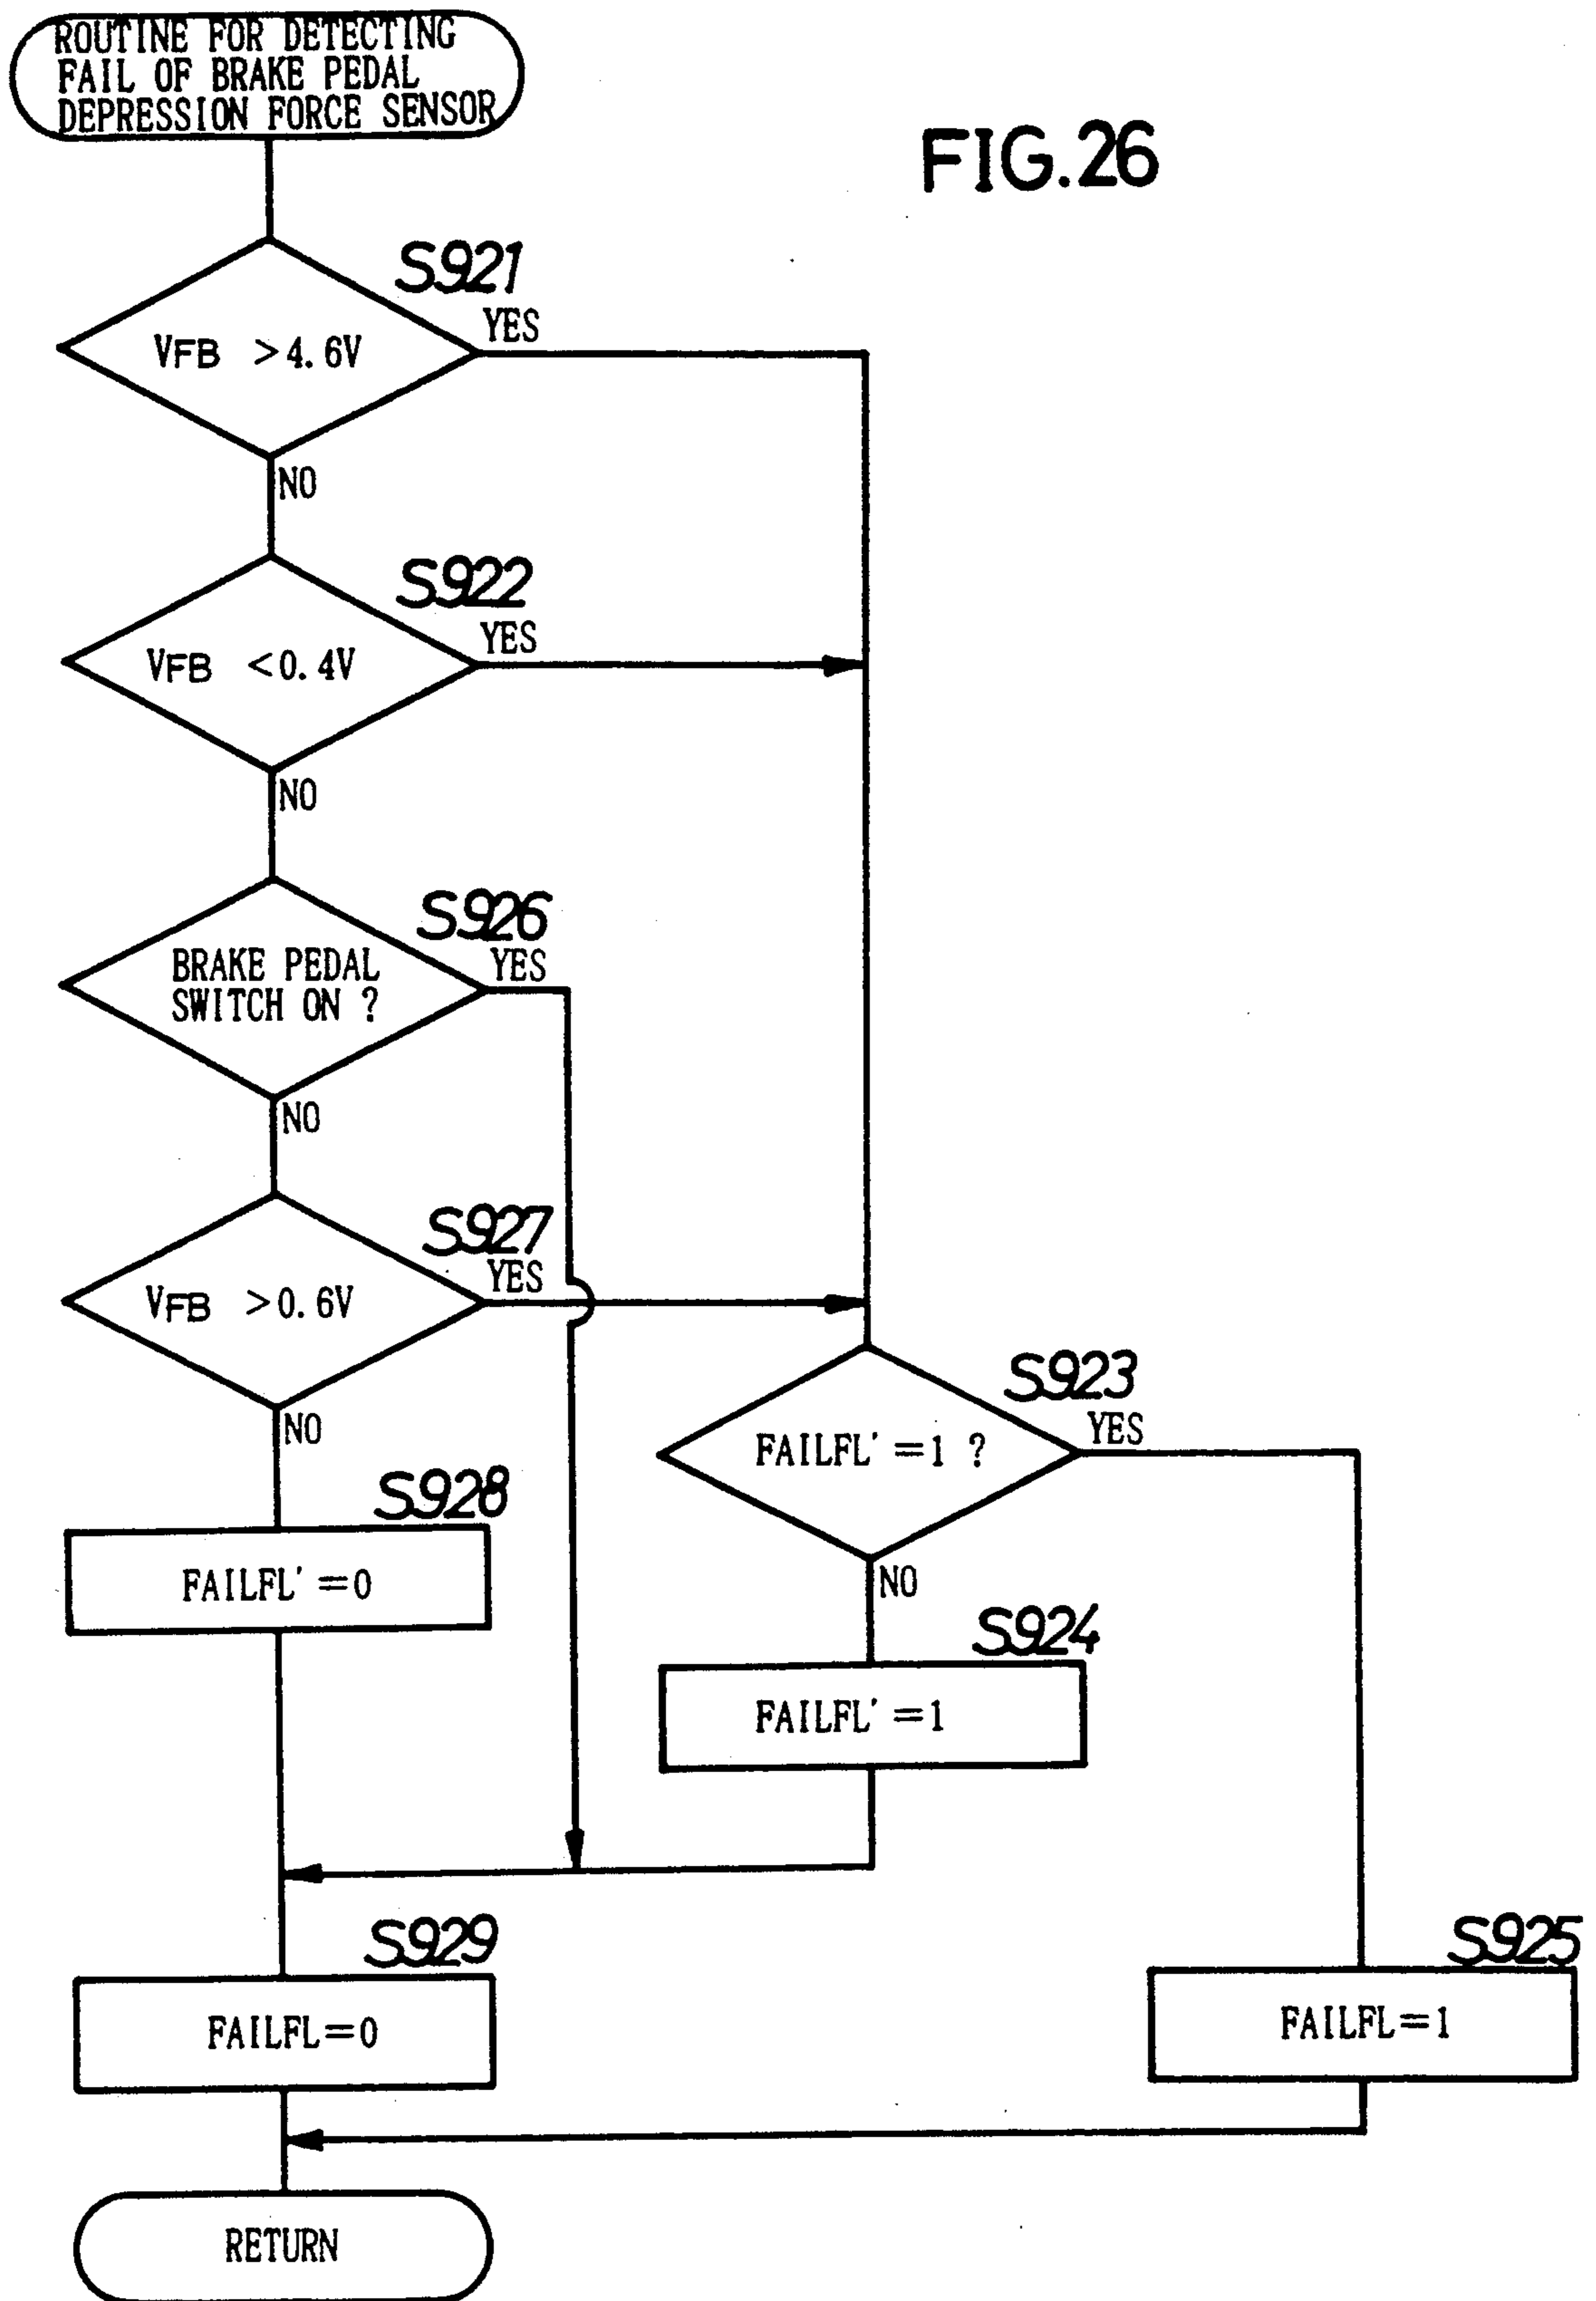 ROUTINE FOR DETECTING
FAIL OF BRAKE PEDAL
DEPRESSION FORCE SENSOR
FIG.26
S921
VFB >4.6V
YES
NO
S922
VFB <0.4V
YES
NO
S926
BRAKE PEDAL
SWITCH ON ?
YES
NO
S927
VFB >0.6V
YES
NO
S923
FAILFL'=1 ?
YES
NO
S928
FAILFL'=0
S924
FAILFL'=1
S929
FAILFL=0
S925
FAILFL=1
RETURN